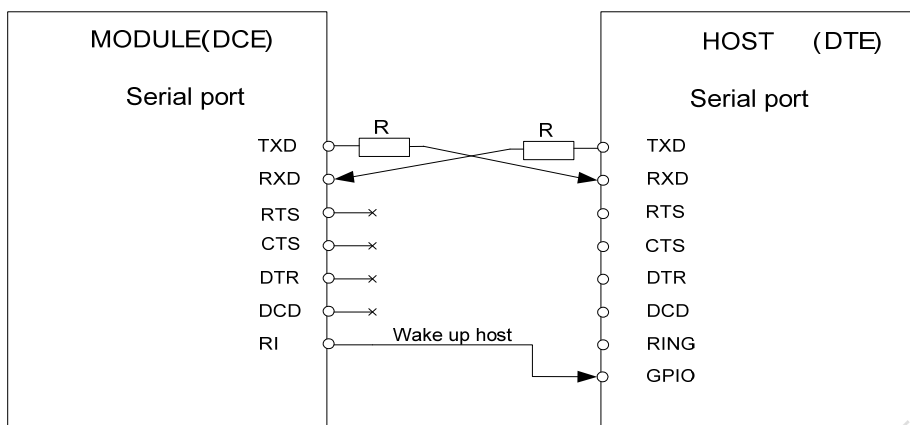 MODULE(DCE)
Serial port
TXD
RXD
RTS
CTS
DTR
DCD
RI
R
R
Wake up host
HOST (DTE)
Serial port
TXD
RXD
RTS
CTS
DTR
DCD
RING
GPIO